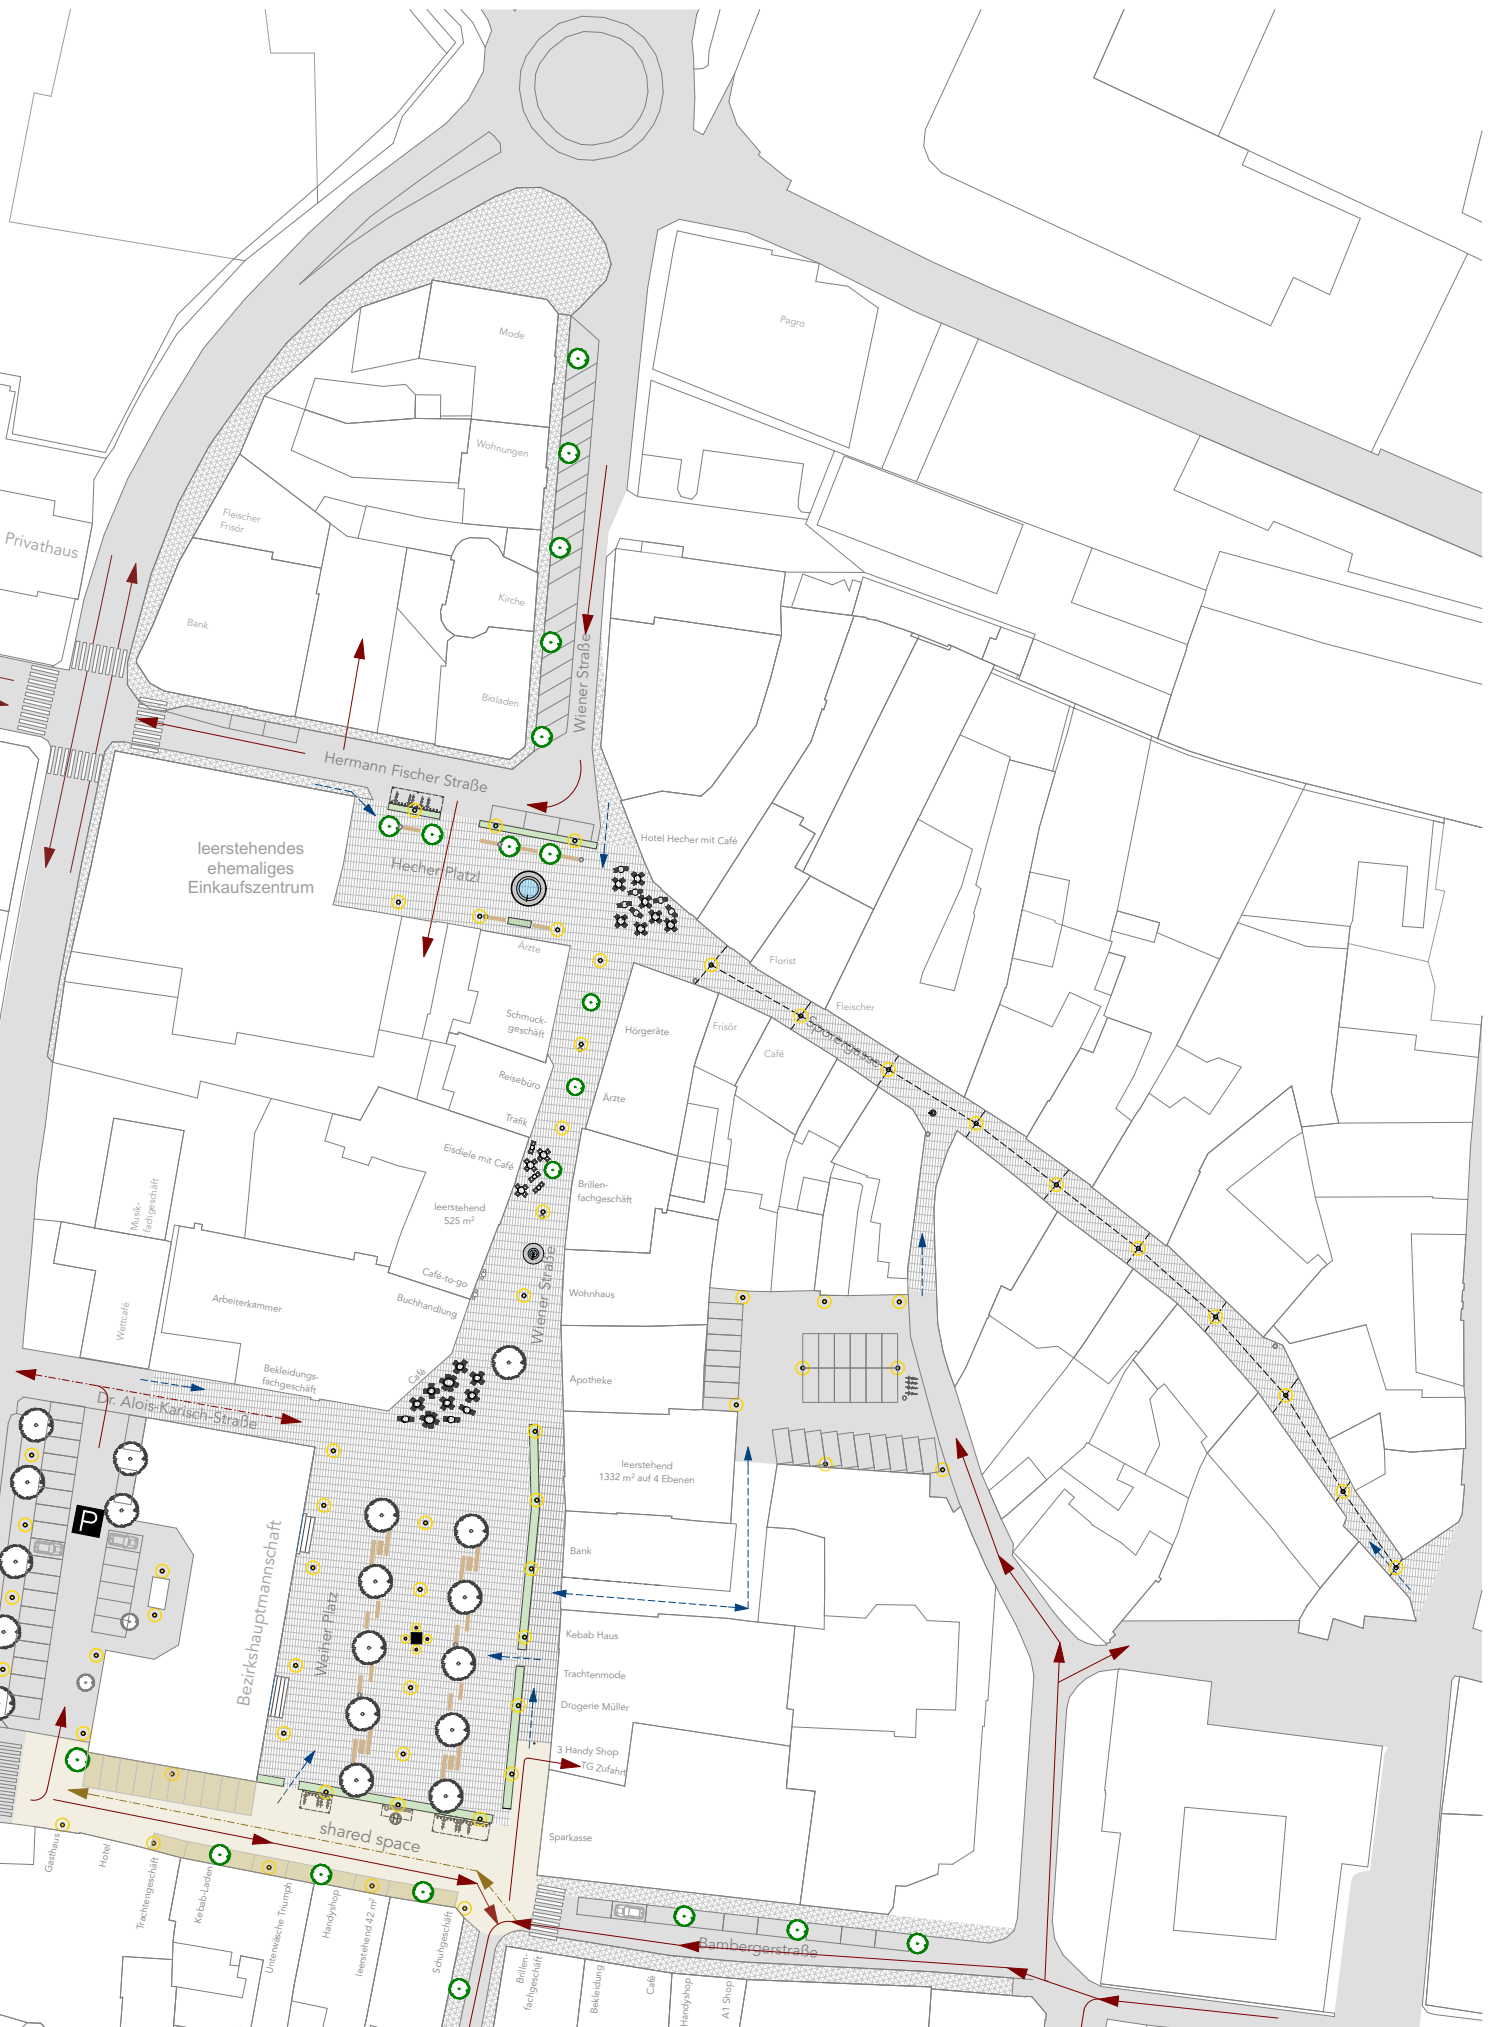 Pagro
Mode
Wohnungen
Fleischer
Frisör
Privathaus
Kirche
Bank
Bioladen
Wiener Straße
Hermann Fischer Straße
leerstehendes
ehemaliges
Einkaufszentrum
Hotel Hecher mit Café
Hecher Platzl
Ärzte
Florist
Fleischer
Sporergasse
Schmuck-
geschäft
Hörgeräte
Frisör
Café
Reisebüro
Ärzte
Trafik
Eisdiele mit Café
Brillen-
fachgeschäft
leerstehend
525 m²
Musik-
fachgeschäft
Wiener Straße
Café-to-go
Buchhandlung
Wohnhaus
Arbeiterkammer
Wettcafé
Bekleidungs-
fachgeschäft
Café
Apotheke
Dr. Alois-Karisch-Straße
leerstehend
1332 m² auf 4 Ebenen
P
Bezirkshauptmannschaft
Weiher Platz
Bank
Kebab Haus
Trachtenmode
Drogerie Müller
3 Handy Shop
TG Zufahrt
shared space
Sparkasse
Gasthaus
Hotel
Trachtengeschäft
Kebab-Laden
Unterwäsche Triumph
Handyshop
leerstehend 42 m²
Schuhgeschäft
Bambergerstraße
Brillen-
fachgeschäft
Bekleidung
Café
Handyshop
A1 Shop